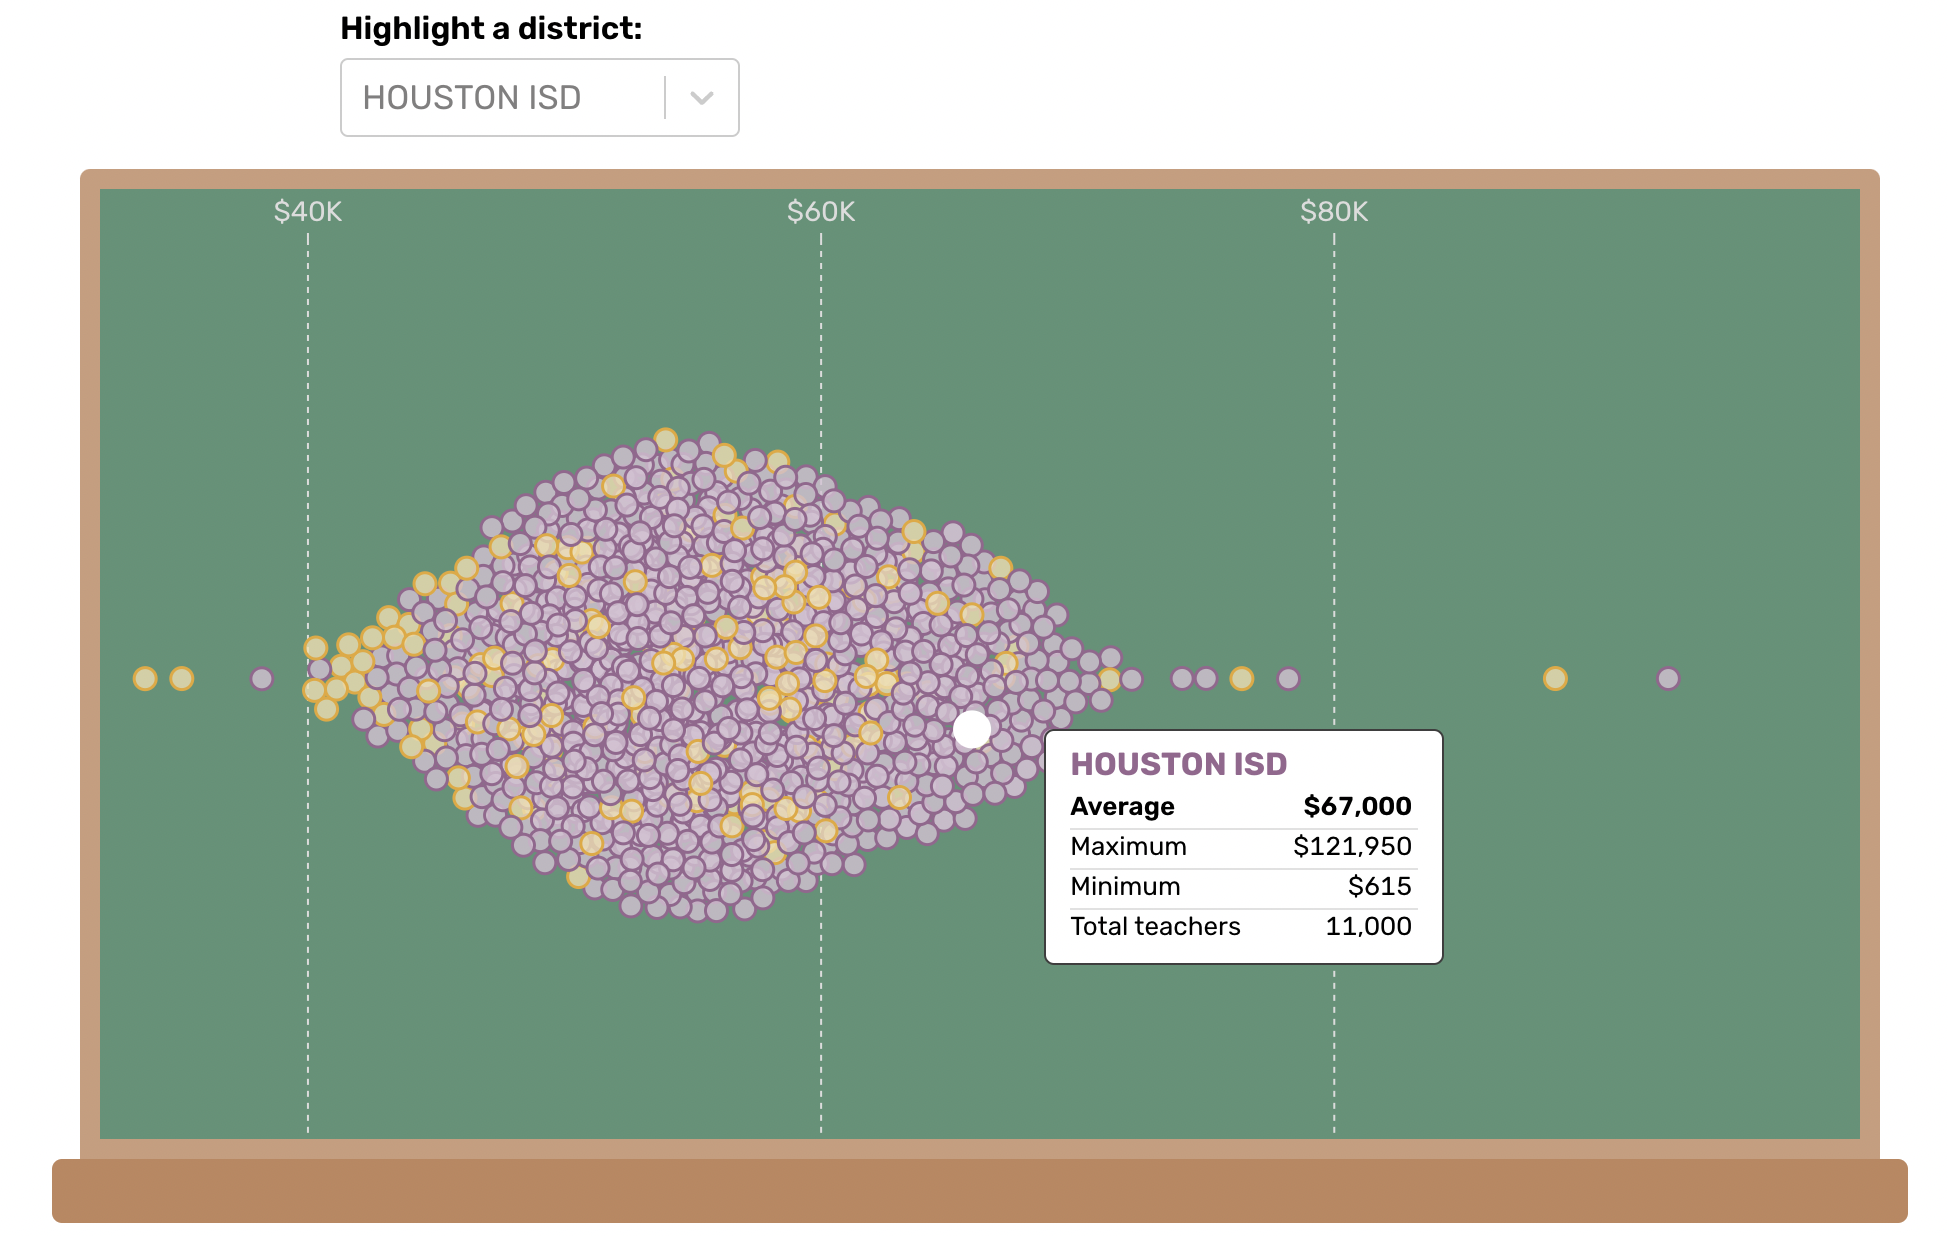 Highlight a district:
HOUSTON ISD
$40K $60K $80K
HOUSTON ISD
Average $67,000
Maximum $121,950
Minimum $615
Total teachers 11,000